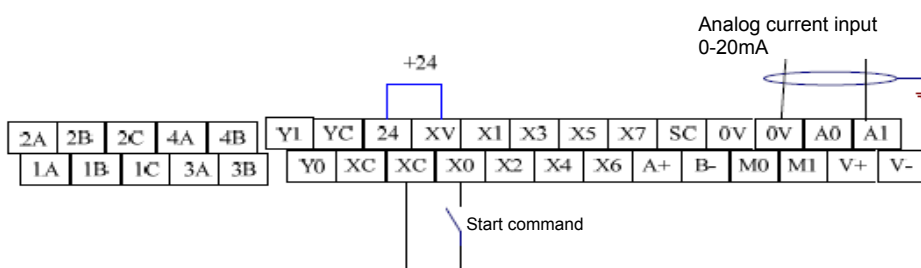 Analog current input
0-20mA
+24
2A 2B 2C 4A 4B Y1 YC 24 XV X1 X3 X5 X7 SC 0V 0V A0 A1
1A 1B 1C 3A 3B Y0 XC XC X0 X2 X4 X6 A+ B- M0 M1 V+ V-
Start command